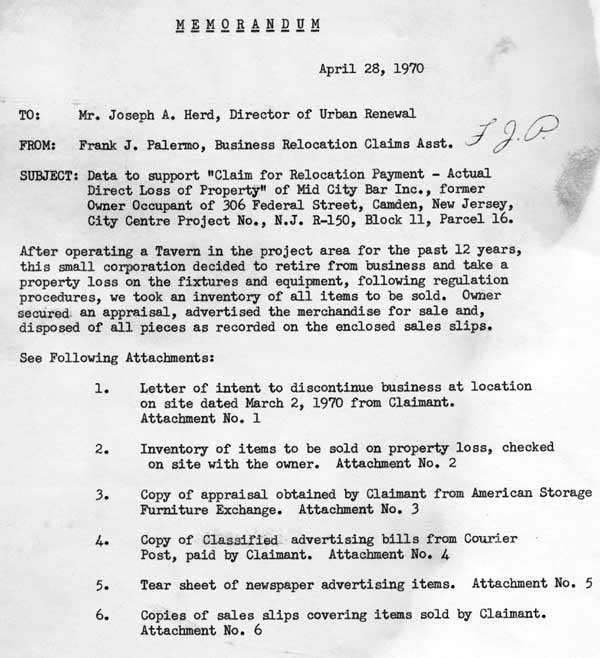 MEMORANDUM
April 28, 1970
TO: Mr. Joseph A. Herd, Director of Urban Renewal
FROM: Frank J. Palermo, Business Relocation Claims Asst. F J.P.
SUBJECT: Data to support "Claim for Relocation Payment - Actual
Direct Loss of Property" of Mid City Bar Inc., former
Owner Occupant of 306 Federal Street, Camden, New Jersey,
City Centre Project No., N.J. R-150, Block 11, Parcel 16.
After operating a Tavern in the project area for the past 12 years,
this small corporation decided to retire from business and take a
property loss on the fixtures and equipment, following regulation
procedures, we took an inventory of all items to be sold. Owner
secured an appraisal, advertised the merchandise for sale and,
disposed of all pieces as recorded on the enclosed sales slips.
See Following Attachments:
1. Letter of intent to discontinue business at location
on site dated March 2, 1970 from Claimant.
Attachment No. 1
2. Inventory of items to be sold on property loss, checked
on site with the owner. Attachment No. 2
3. Copy of appraisal obtained by Claimant from American Storage
Furniture Exchange. Attachment No. 3
4. Copy of Classified advertising bills from Courier
Post, paid by Claimant. Attachment No. 4
5. Tear sheet of newspaper advertising items. Attachment No. 5
6. Copies of sales slips covering items sold by Claimant.
Attachment No. 6